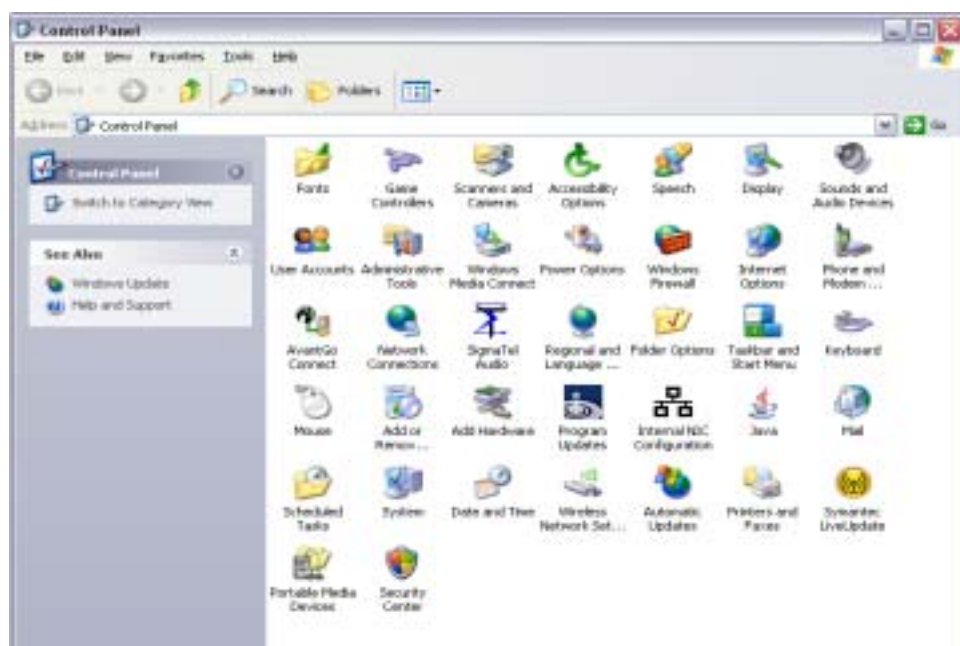 Control Panel
File Edit View Favorites Tools Help
Back Search Folders
Address Control Panel Go
Control Panel
Switch to Category View
See Also
Windows Update
Help and Support
Fonts
Game
Controllers
Scanners and
Cameras
Accessibility
Options
Speech
Display
Sounds and
Audio Devices
User Accounts
Administrative
Tools
Windows
Media Connect
Power Options
Windows
Firewall
Internet
Options
Phone and
Modem ...
AvantGo
Connect
Network
Connections
SigmaTel
Audio
Regional and
Language ...
Folder Options
Taskbar and
Start Menu
Keyboard
Mouse
Add or
Remov...
Add Hardware
Program
Updates
Internal NIC
Configuration
Java
Mail
Scheduled
Tasks
System
Date and Time
Wireless
Network Set...
Automatic
Updates
Printers and
Faxes
Symantec
LiveUpdate
Portable Media
Devices
Security
Center